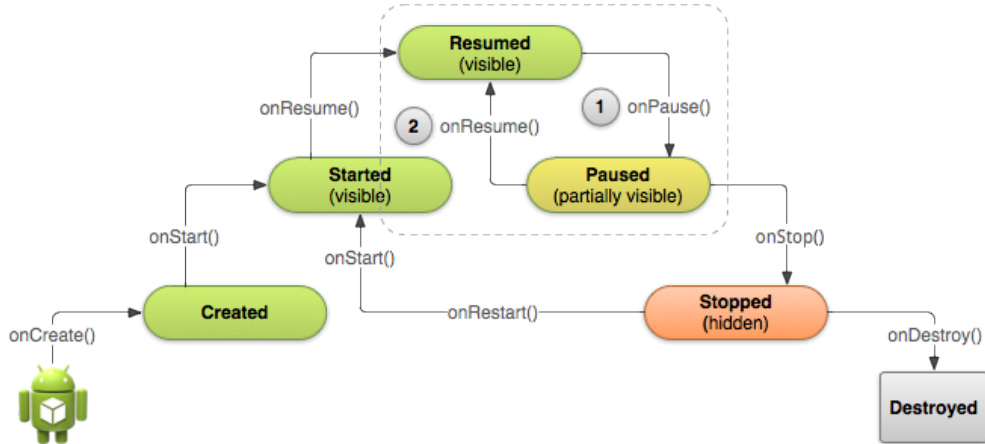 Resumed
(visible)
onResume()
2
onResume()
1
onPause()
Started
(visible)
Paused
(partially visible)
onStart()
onStart()
onStop()
Created
onRestart()
Stopped
(hidden)
onCreate()
onDestroy()
Destroyed